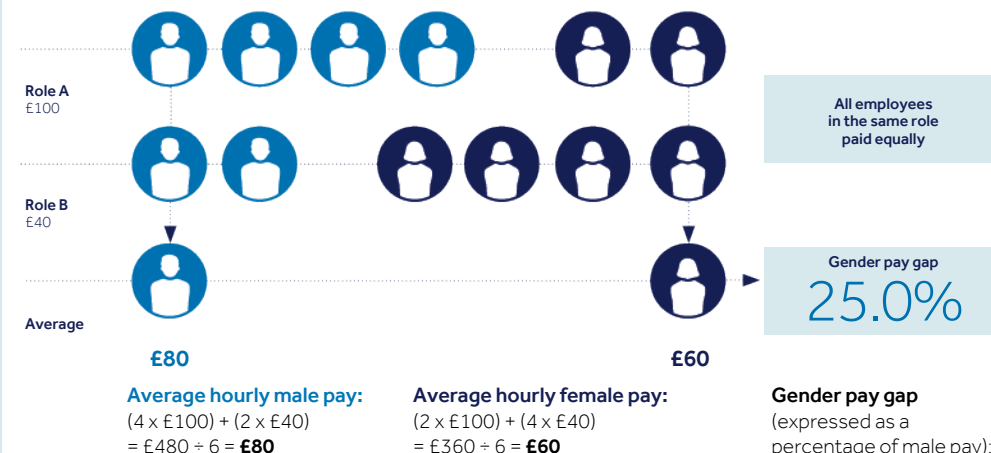 Role A
£100
All employees
in the same role
paid equally
Role B
£40
Average
Gender pay gap
25.0%
£80
£60
Average hourly male pay:
(4 x £100) + (2 x £40)
= £480 ÷ 6 = £80
Average hourly female pay:
(2 x £100) + (4 x £40)
= £360 ÷ 6 = £60
Gender pay gap
(expressed as a
percentage of male pay):